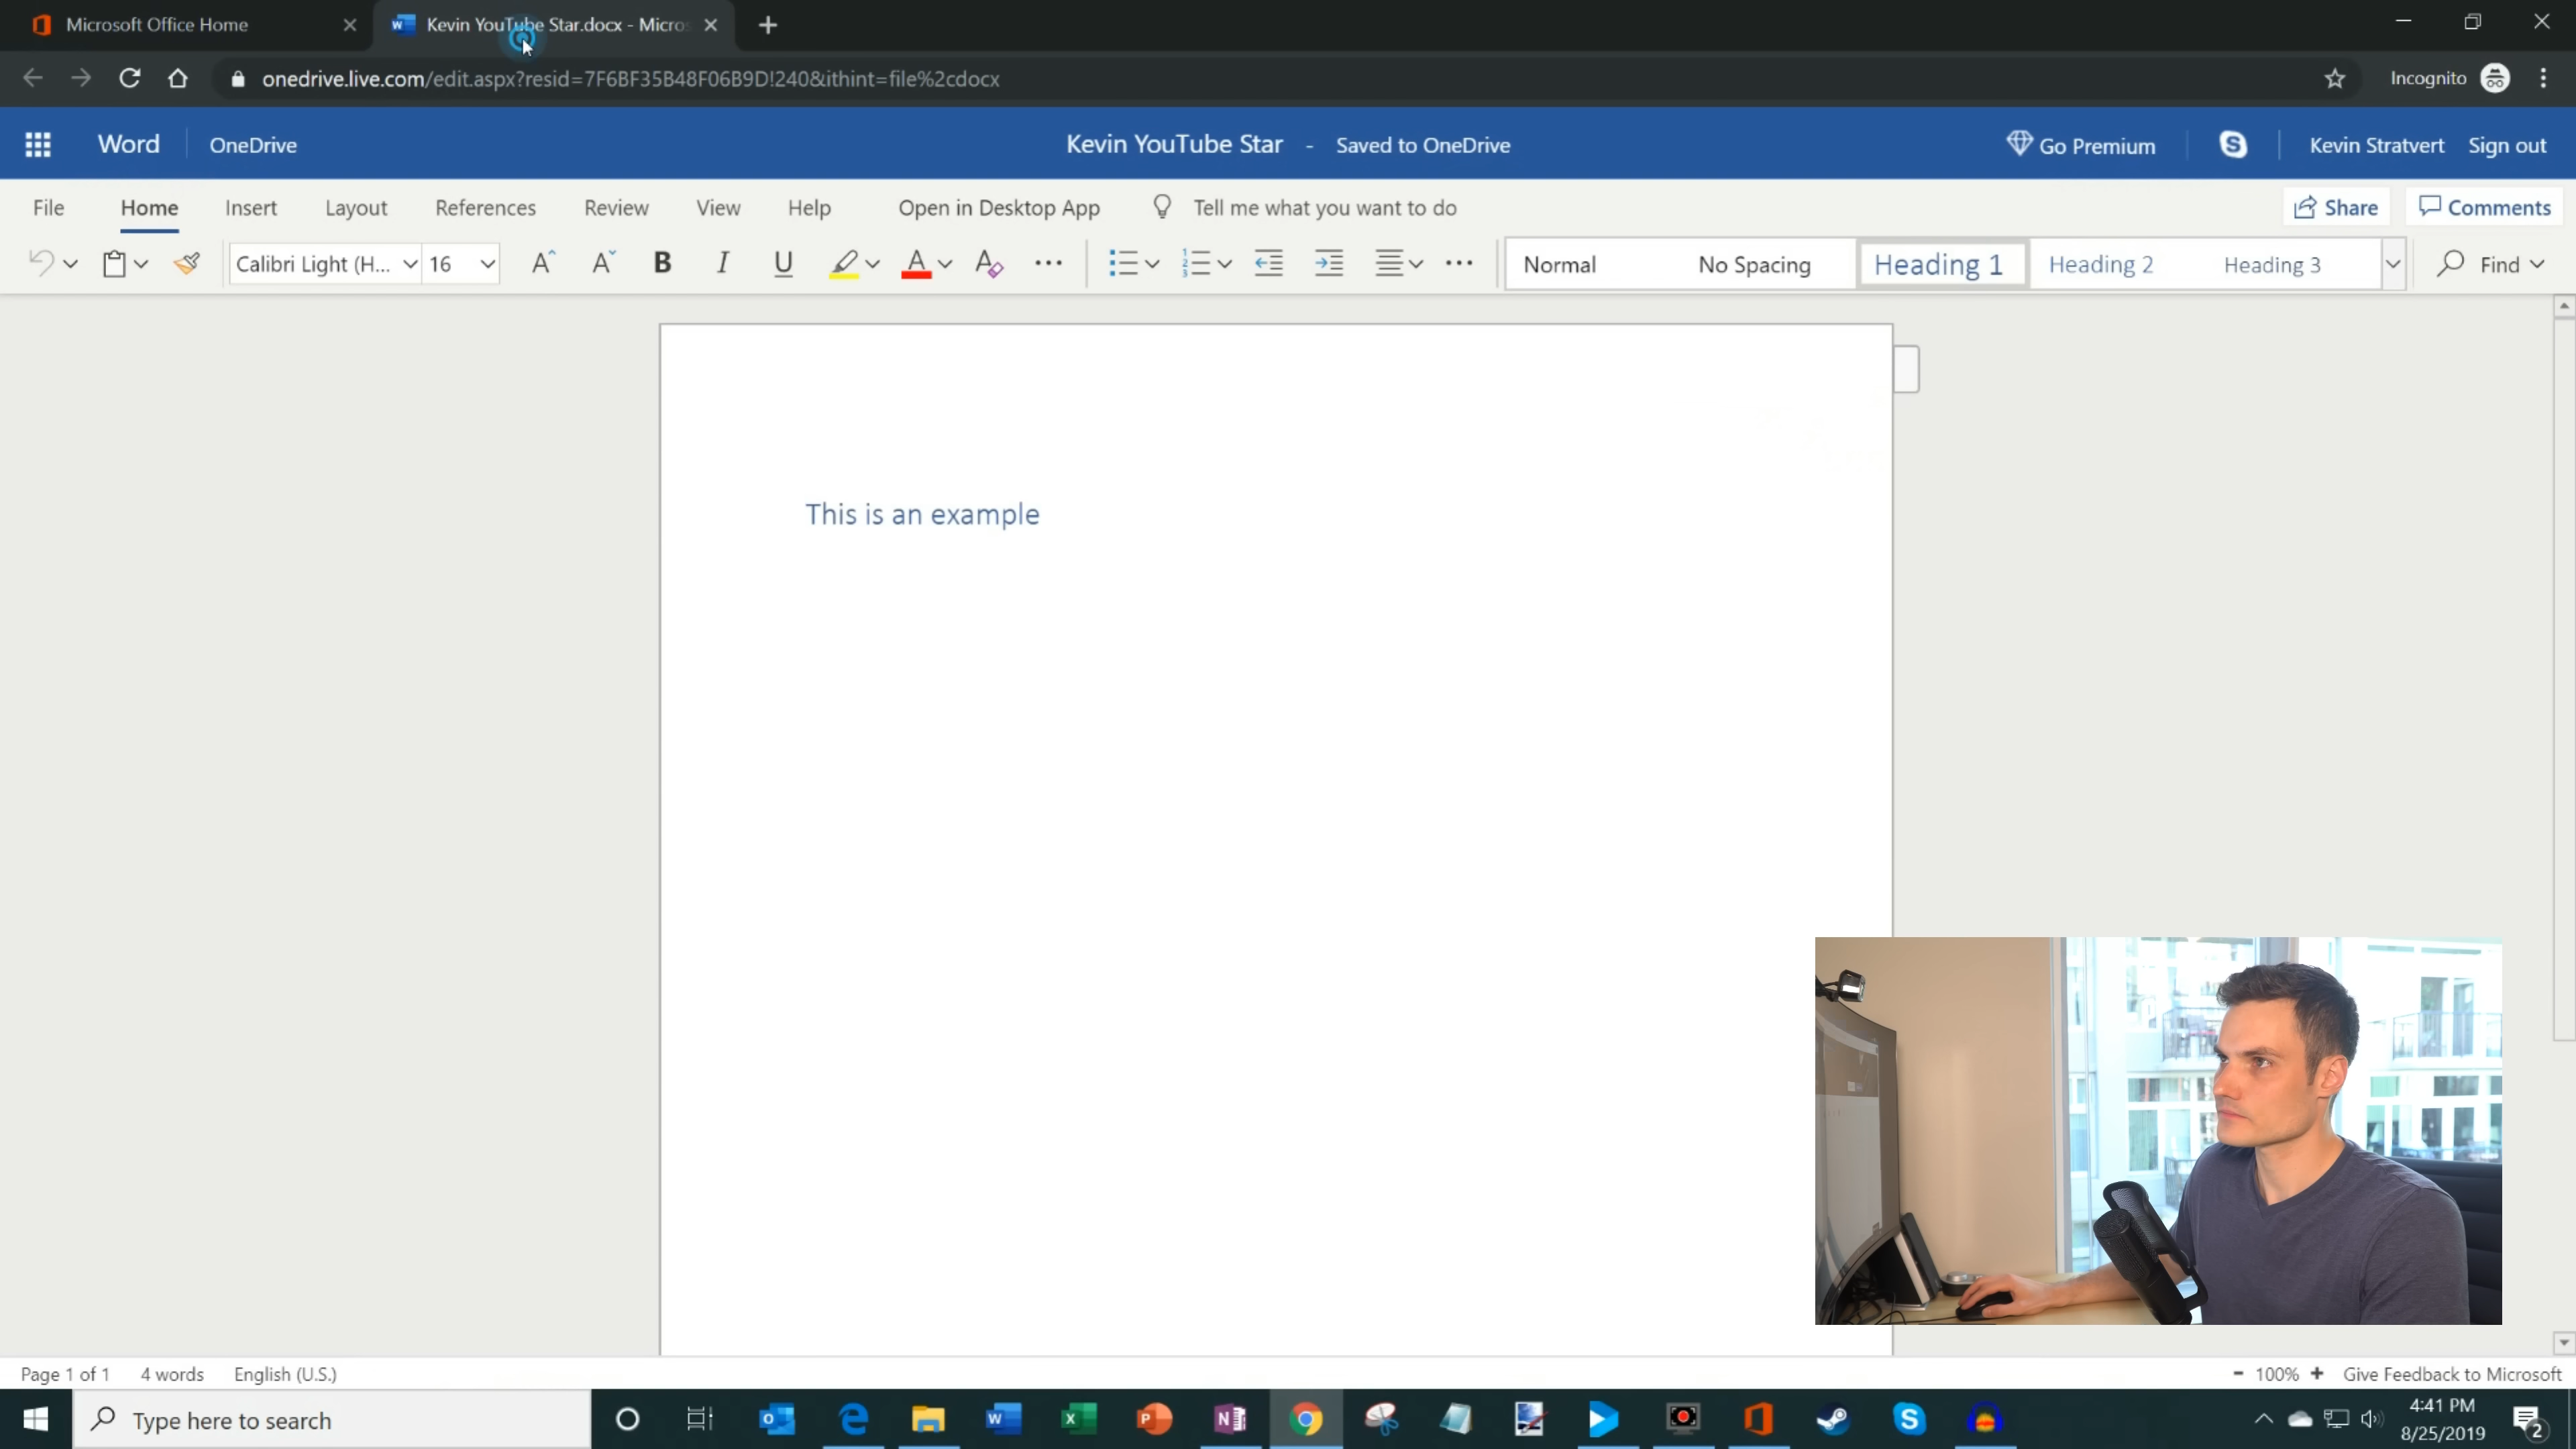 Microsoft Office Home
Kevin YouTube Star.docx - Micros
onedrive.live.com/edit.aspx?resid=7F6BF35B48F06B9D!240&ithint=file%2cdocx
Incognito
Word OneDrive Kevin YouTube Star - Saved to OneDrive Go Premium Kevin Stratvert Sign out
File Home Insert Layout References Review View Help Open in Desktop App Tell me what you want to do Share Comments
Calibri Light (H... 16 B I U Normal No Spacing Heading 1 Heading 2 Heading 3 Find
This is an example
Page 1 of 1 4 words English (U.S.) 100% Give Feedback to Microsoft
Type here to search
4:41 PM
8/25/2019
2